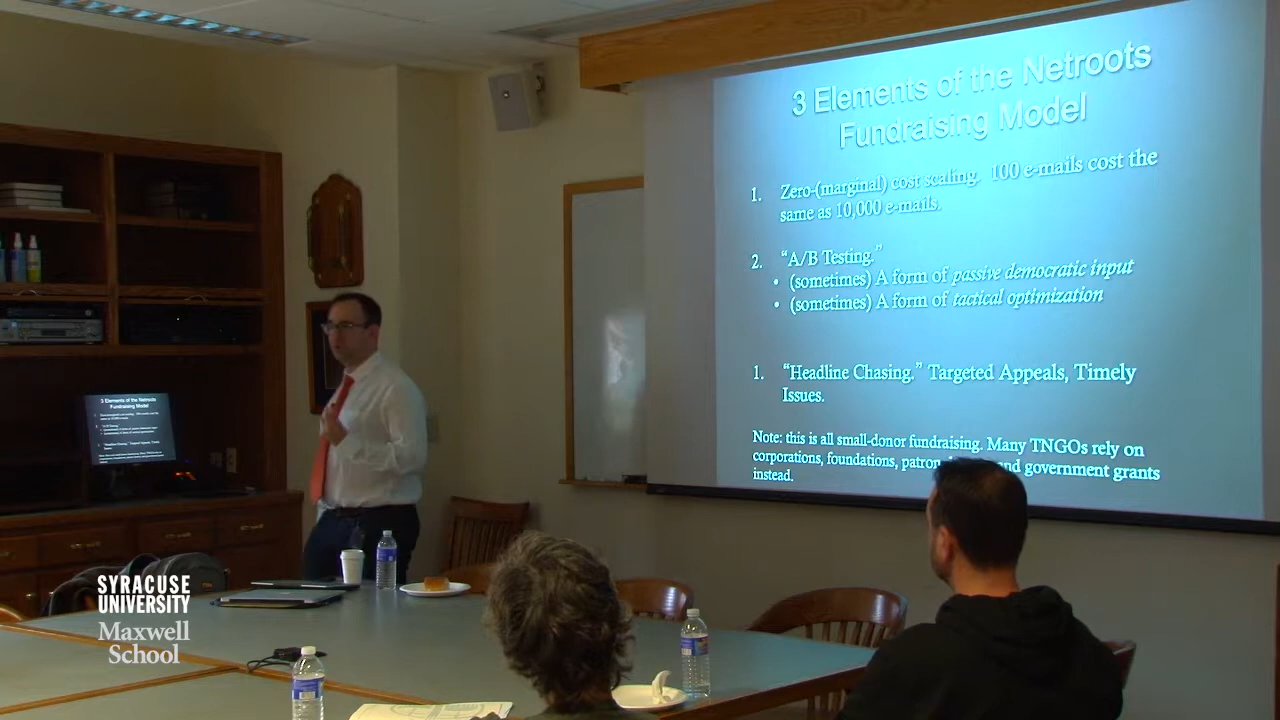 3 Elements of the Netroots
Fundraising Model
1. Zero-(marginal) cost scaling. 100 e-mails cost the
same as 10,000 e-mails.
2. “A/B Testing.”
• (sometimes) A form of passive democratic input
• (sometimes) A form of tactical optimization
1. “Headline Chasing.” Targeted Appeals, Timely
Issues.
Note: this is all small-donor fundraising. Many TNGOs rely on
corporations, foundations, and government grants
instead.
3 Elements of the Netroots
Fundraising Model
SYRACUSE
UNIVERSITY
Maxwell
School